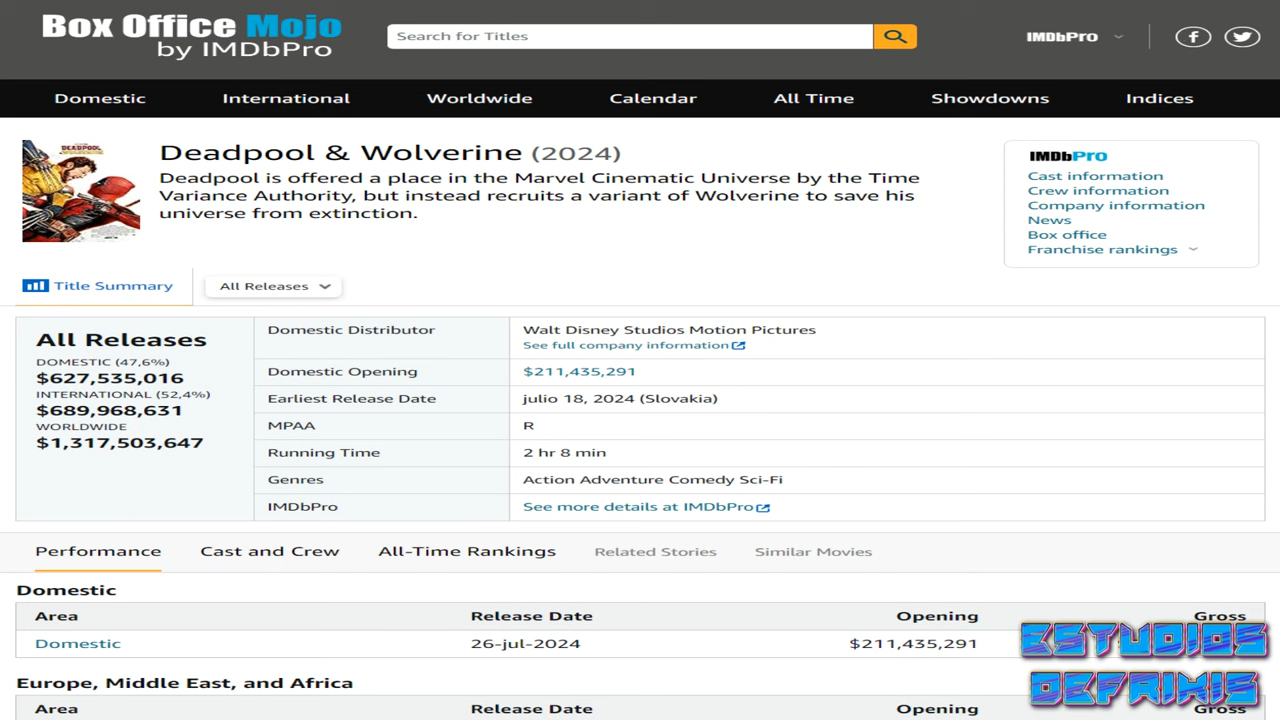 Box Office Mojo
by IMDbPro
Search for Titles
IMDbPro
Domestic International Worldwide Calendar All Time Showdowns Indices
DEADPOOL
Deadpool & Wolverine (2024)
Deadpool is offered a place in the Marvel Cinematic Universe by the Time
Variance Authority, but instead recruits a variant of Wolverine to save his
universe from extinction.
IMDbPro
Cast information
Crew information
Company information
News
Box office
Franchise rankings
Title Summary
All Releases
All Releases
DOMESTIC (47,6%)
$627,535,016
INTERNATIONAL (52,4%)
$689,968,631
WORLDWIDE
$1,317,503,647
Domestic Distributor Walt Disney Studios Motion Pictures
See full company information
Domestic Opening $211,435,291
Earliest Release Date julio 18, 2024 (Slovakia)
MPAA R
Running Time 2 hr 8 min
Genres Action Adventure Comedy Sci-Fi
IMDbPro See more details at IMDbPro
Performance Cast and Crew All-Time Rankings Related Stories Similar Movies
Domestic
Area Release Date Opening Gross
Domestic 26-jul-2024 $211,435,291
Europe, Middle East, and Africa
Area Release Date Opening Gross
ESTUDIOS
DEFRIXIS